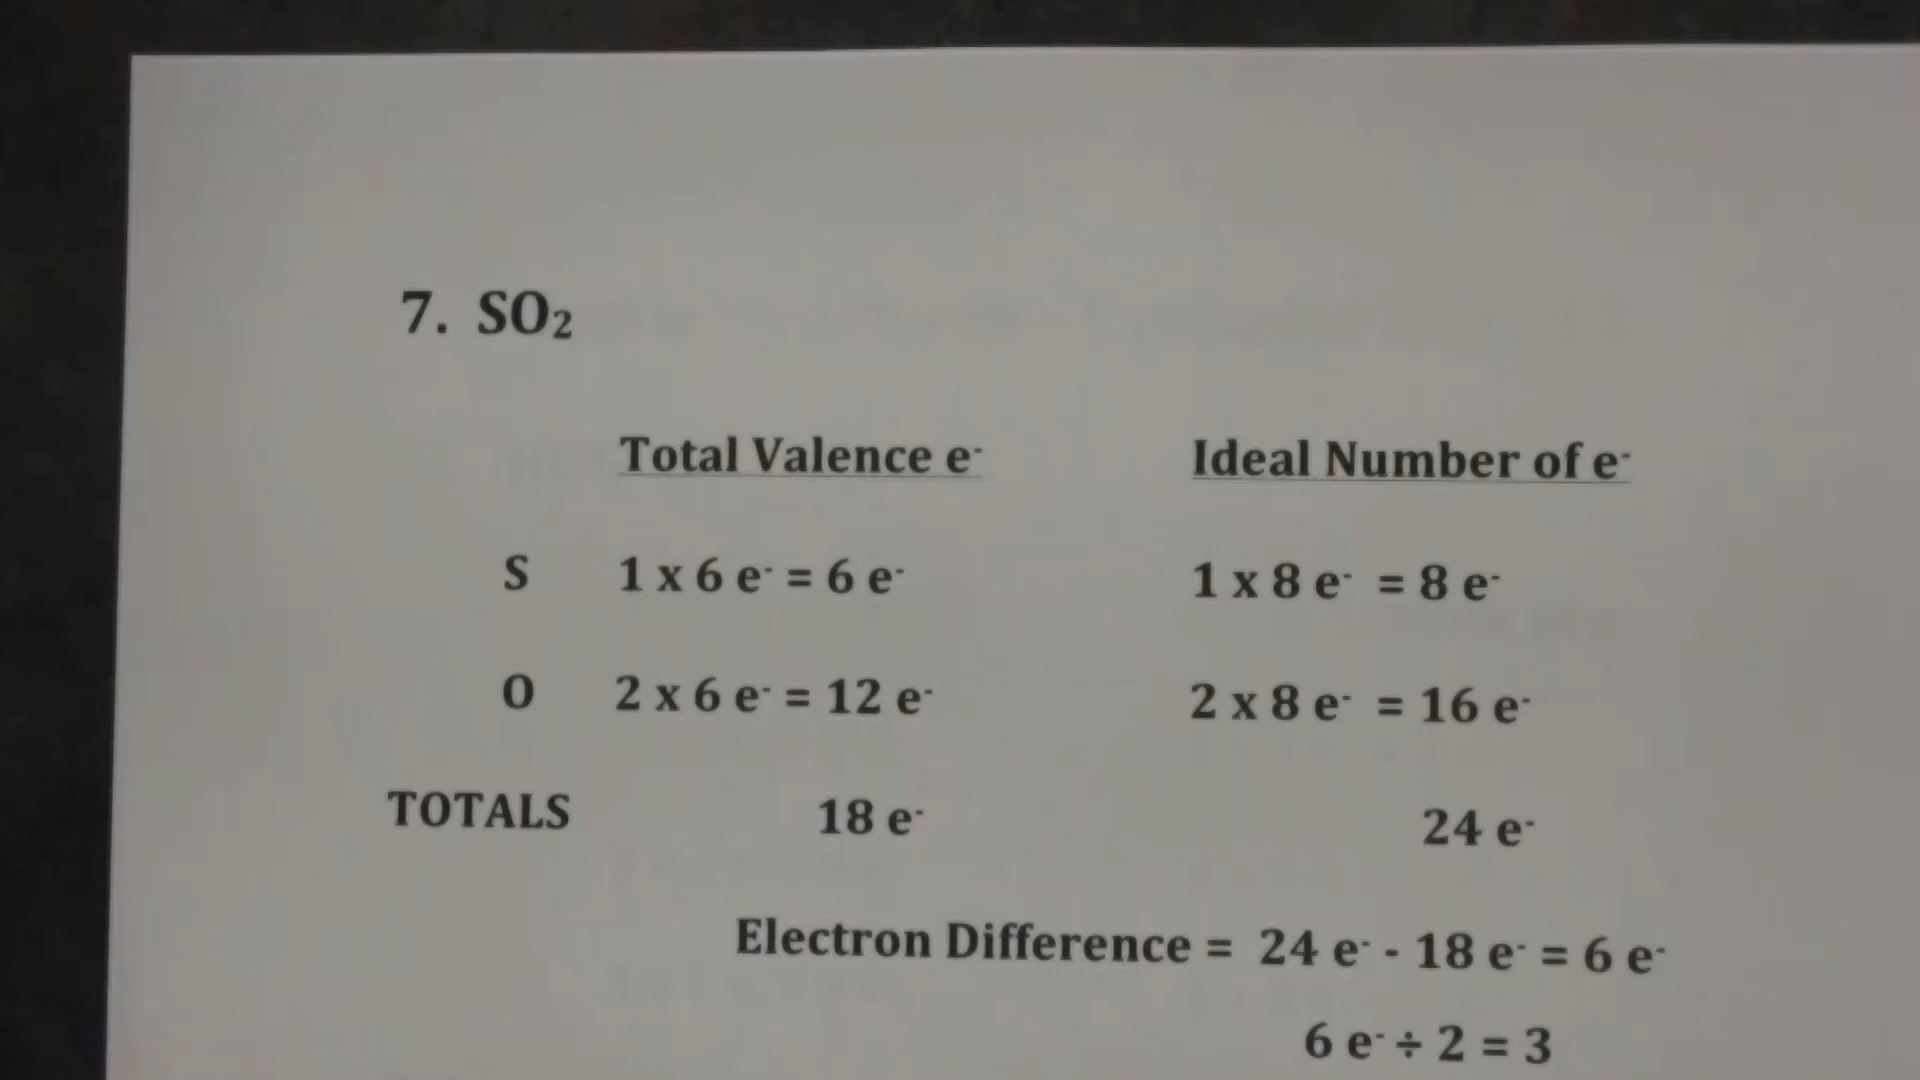 7. SO₂
Total Valence e⁻ Ideal Number of e⁻
S 1 x 6 e⁻ = 6 e⁻ 1 x 8 e⁻ = 8 e⁻
O 2 x 6 e⁻ = 12 e⁻ 2 x 8 e⁻ = 16 e⁻
TOTALS 18 e⁻ 24 e⁻
Electron Difference = 24 e⁻ - 18 e⁻ = 6 e⁻
6 e⁻ ÷ 2 = 3